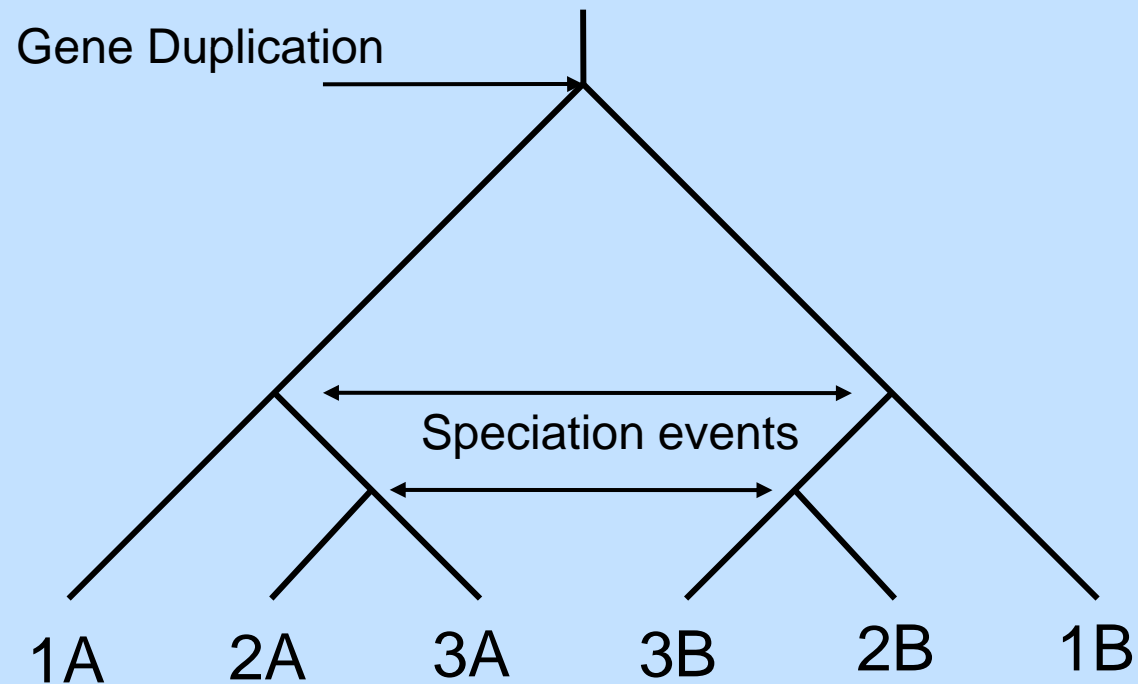 Gene Duplication
Speciation events
1A 2A 3A 3B 2B 1B